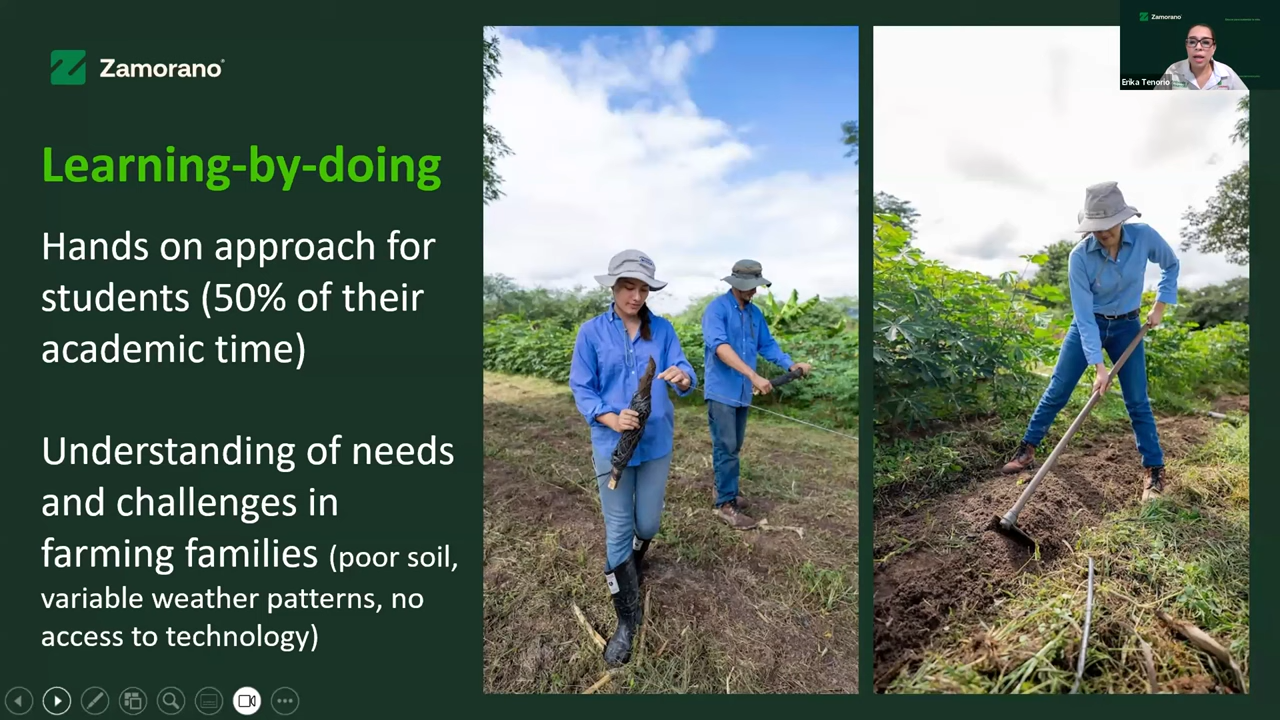 Zamorano
Learning-by-doing
Hands on approach for
students (50% of their
academic time)
Understanding of needs
and challenges in
farming families (poor soil,
variable weather patterns, no
access to technology)
Zamorano
Erika Tenorio